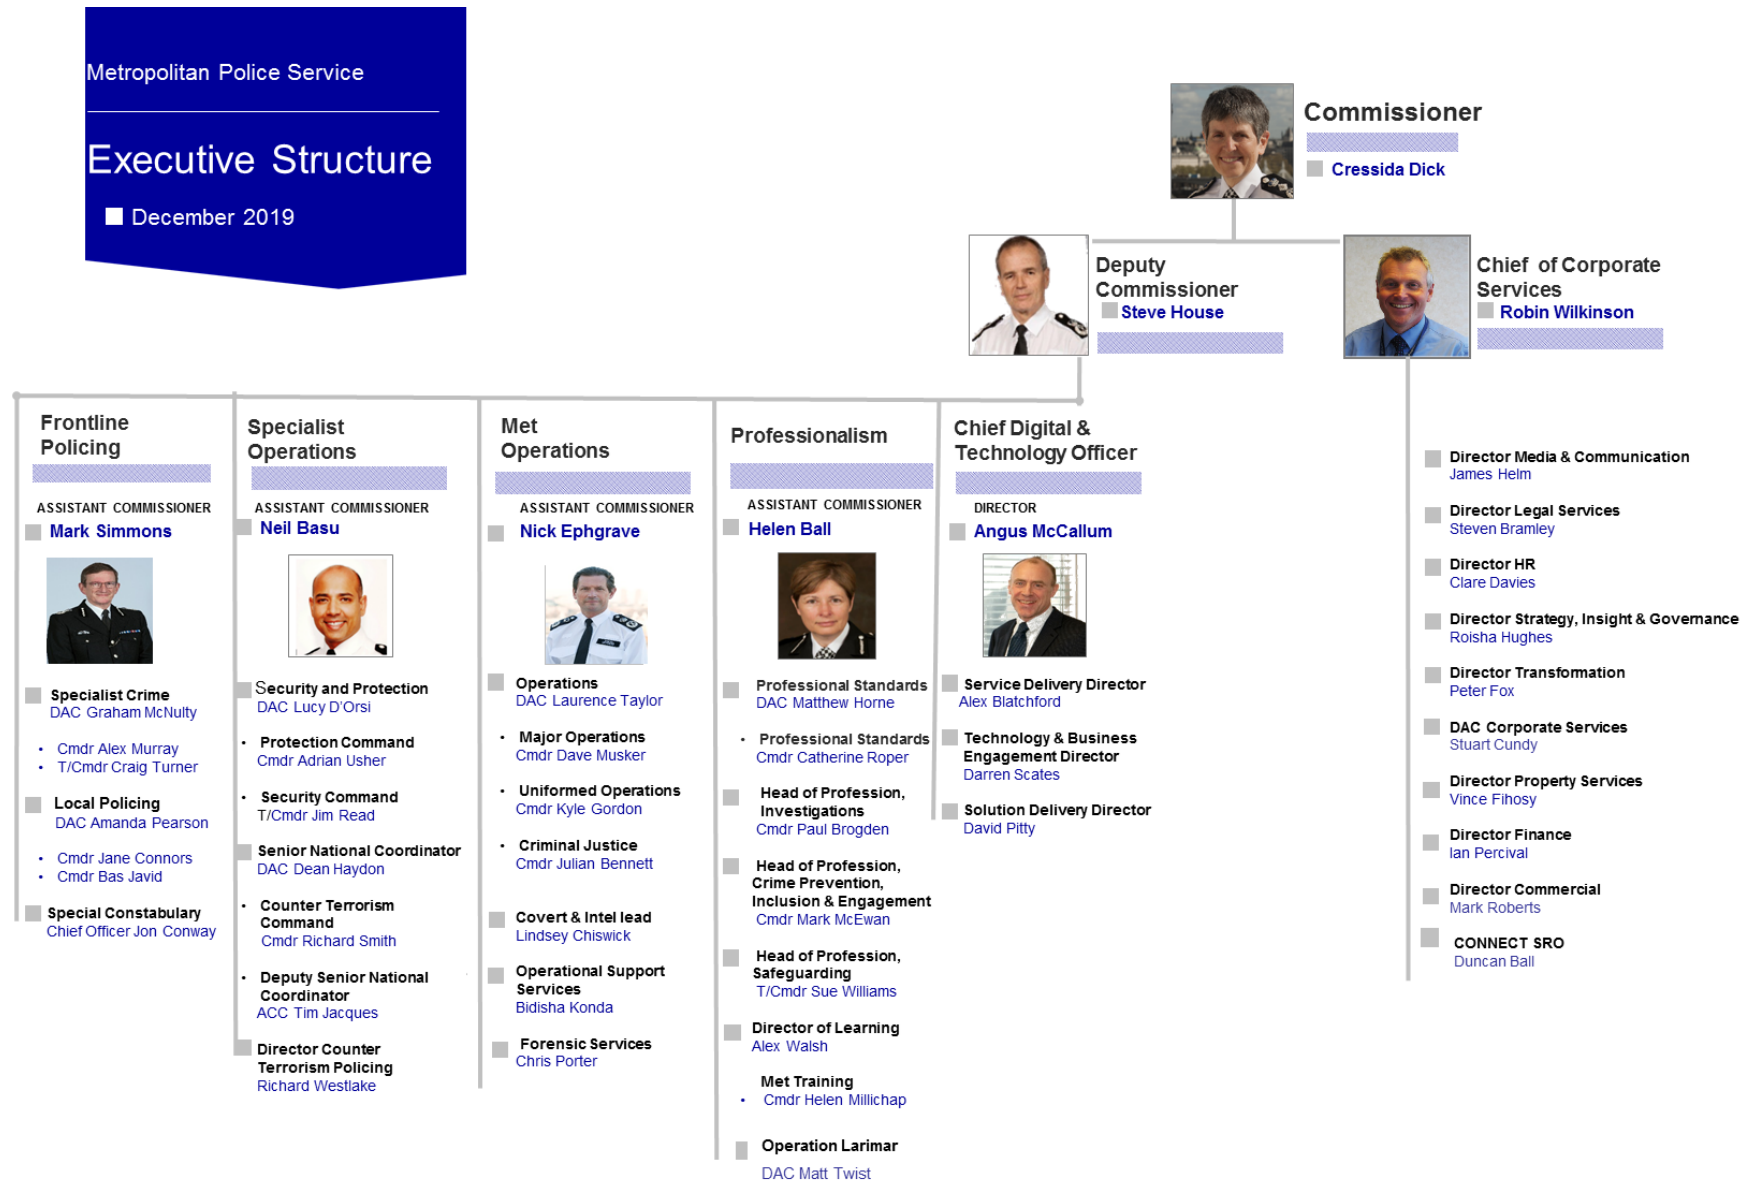 Metropolitan Police Service
Executive Structure
December 2019
Commissioner
Cressida Dick
Deputy
Commissioner
Steve House
Chief of Corporate
Services
Robin Wilkinson
Frontline
Policing
ASSISTANT COMMISSIONER
Mark Simmons
Specialist Crime
DAC Graham McNulty
• Cmdr Alex Murray
• T/Cmdr Craig Turner
Local Policing
DAC Amanda Pearson
• Cmdr Jane Connors
• Cmdr Bas Javid
Special Constabulary
Chief Officer Jon Conway
Specialist
Operations
ASSISTANT COMMISSIONER
Neil Basu
Security and Protection
DAC Lucy D'Orsi
• Protection Command
Cmdr Adrian Usher
• Security Command
T/Cmdr Jim Read
Senior National Coordinator
DAC Dean Haydon
• Counter Terrorism
Command
Cmdr Richard Smith
• Deputy Senior National
Coordinator
ACC Tim Jacques
Director Counter
Terrorism Policing
Richard Westlake
Met
Operations
ASSISTANT COMMISSIONER
Nick Ephgrave
Operations
DAC Laurence Taylor
• Major Operations
Cmdr Dave Musker
• Uniformed Operations
Cmdr Kyle Gordon
• Criminal Justice
Cmdr Julian Bennett
Covert & Intel lead
Lindsey Chiswick
Operational Support
Services
Bidisha Konda
Forensic Services
Chris Porter
Professionalism
ASSISTANT COMMISSIONER
Helen Ball
Professional Standards
DAC Matthew Horne
• Professional Standards
Cmdr Catherine Roper
Head of Profession,
Investigations
Cmdr Paul Brogden
Head of Profession,
Crime Prevention,
Inclusion & Engagement
Cmdr Mark McEwan
Head of Profession,
Safeguarding
T/Cmdr Sue Williams
Director of Learning
Alex Walsh
Met Training
• Cmdr Helen Millichap
Operation Larimar
DAC Matt Twist
Chief Digital &
Technology Officer
DIRECTOR
Angus McCallum
Service Delivery Director
Alex Blatchford
Technology & Business
Engagement Director
Darren Scates
Solution Delivery Director
David Pitty
Director Media & Communication
James Helm
Director Legal Services
Steven Bramley
Director HR
Clare Davies
Director Strategy, Insight & Governance
Roisha Hughes
Director Transformation
Peter Fox
DAC Corporate Services
Stuart Cundy
Director Property Services
Vince Fihosy
Director Finance
Ian Percival
Director Commercial
Mark Roberts
CONNECT SRO
Duncan Ball